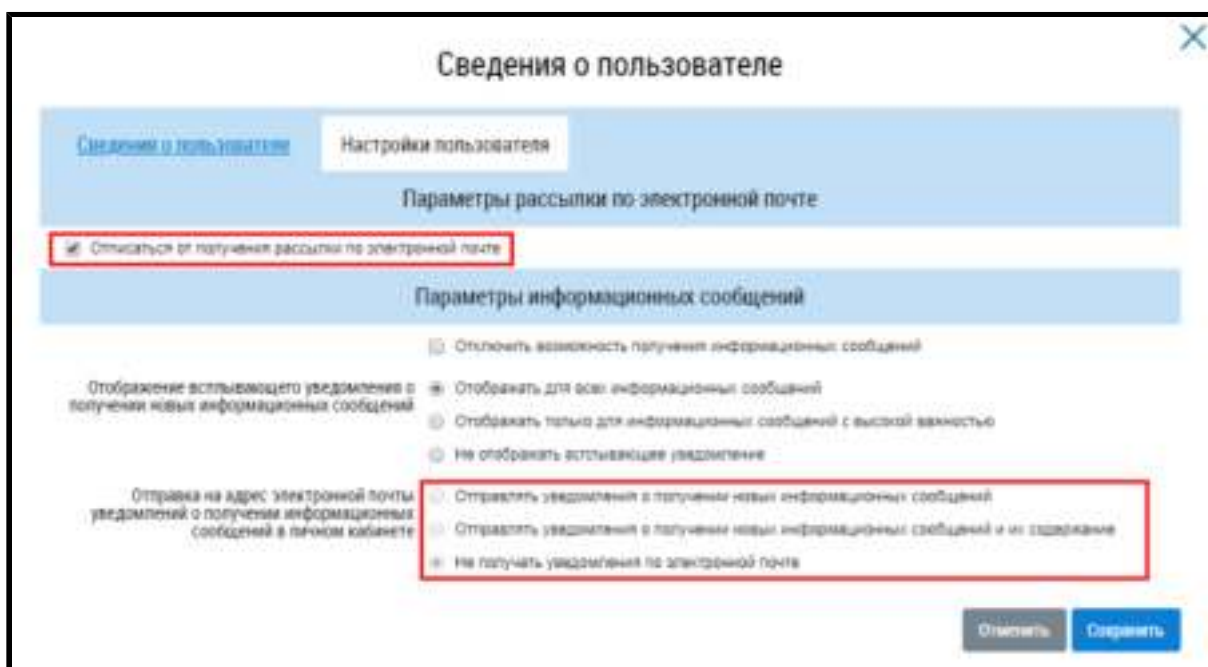 Сведения о пользователе
Сведения о пользователе
Настройки пользователя
Параметры рассылки по электронной почте
Отписаться от получения рассылки по электронной почте
Параметры информационных сообщений
Отключить возможность получения информационных сообщений
Отображение всплывающего уведомления о
получении новых информационных сообщений
Отображать для всех информационных сообщений
Отображать только для информационных сообщений с высокой важностью
Не отображать всплывающее уведомление
Отправка на адрес электронной почты
уведомлений о получении информационных
сообщений в личном кабинете
Отправлять уведомления о получении новых информационных сообщений
Отправлять уведомления о получении новых информационных сообщений и их содержание
Не получать уведомления по электронной почте
Отменить
Сохранить